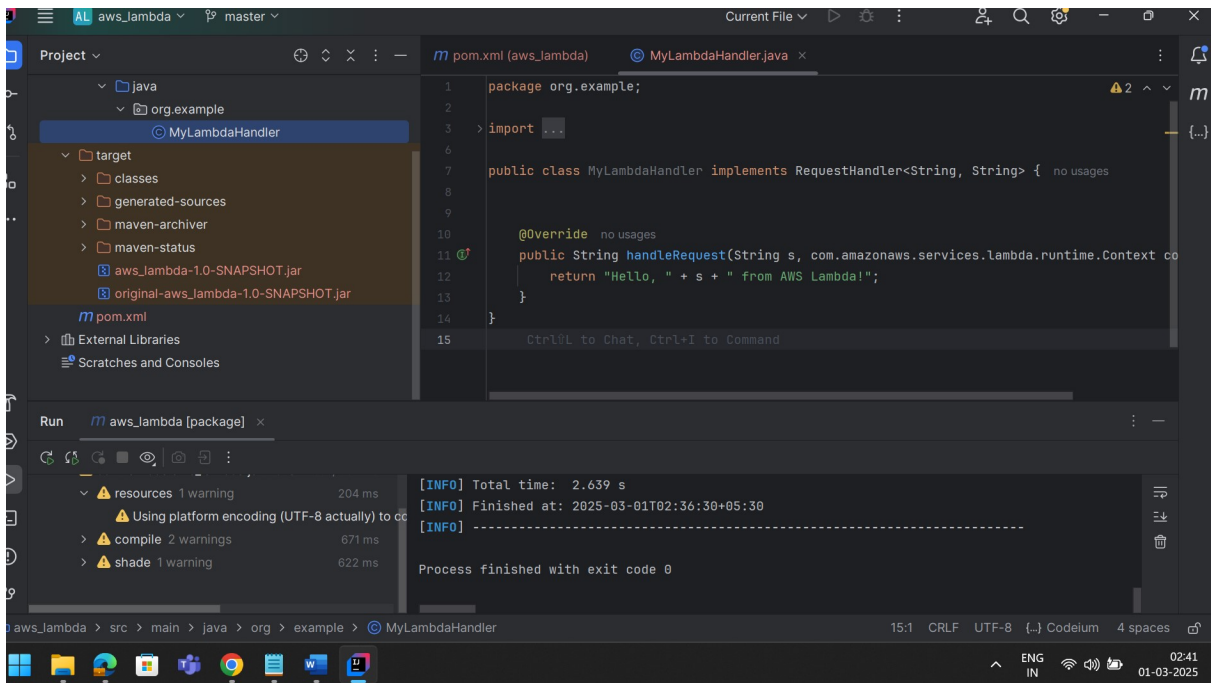 AL aws_lambda master Current File
Project
java
org.example
MyLambdaHandler
target
classes
generated-sources
maven-archiver
maven-status
aws_lambda-1.0-SNAPSHOT.jar
original-aws_lambda-1.0-SNAPSHOT.jar
m pom.xml
External Libraries
Scratches and Consoles
m pom.xml (aws_lambda) © MyLambdaHandler.java
1 package org.example; 2
2
3 import ...
6
7 public class MyLambdaHandler implements RequestHandler<String, String> { no usages
8
9
10 @Override no usages
11 public String handleRequest(String s, com.amazonaws.services.lambda.runtime.Context co
12 return "Hello, " + s + " from AWS Lambda!";
13 }
14 }
15 Ctrl⇧L to Chat, Ctrl+I to Command
m
{...}
Run m aws_lambda [package]
resources 1 warning 204 ms
Using platform encoding (UTF-8 actually) to co
compile 2 warnings 671 ms
shade 1 warning 622 ms
[INFO] Total time: 2.639 s
[INFO] Finished at: 2025-03-01T02:36:30+05:30
[INFO] ------------------------------------------------------------------------
Process finished with exit code 0
aws_lambda > src > main > java > org > example > © MyLambdaHandler 15:1 CRLF UTF-8 {...} Codeium 4 spaces
ENG
IN
02:41
01-03-2025